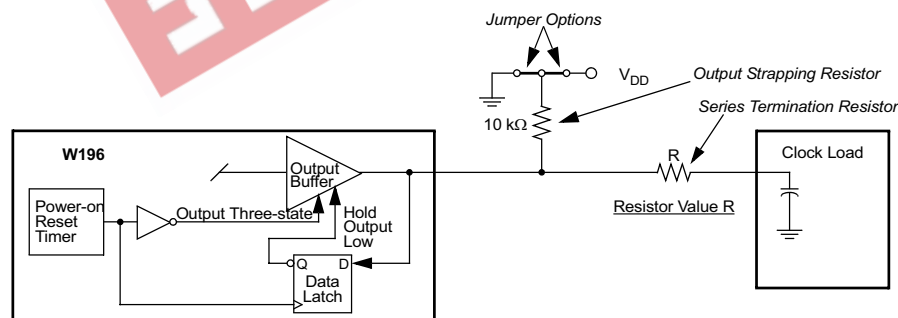 Jumper Options
V_DD
Output Strapping Resistor
Series Termination Resistor
10 kΩ
W196
Output
Buffer
R
Clock Load
Power-on
Reset
Timer
Output Three-state
Hold
Output
Low
Resistor Value R
Q
D
Data
Latch